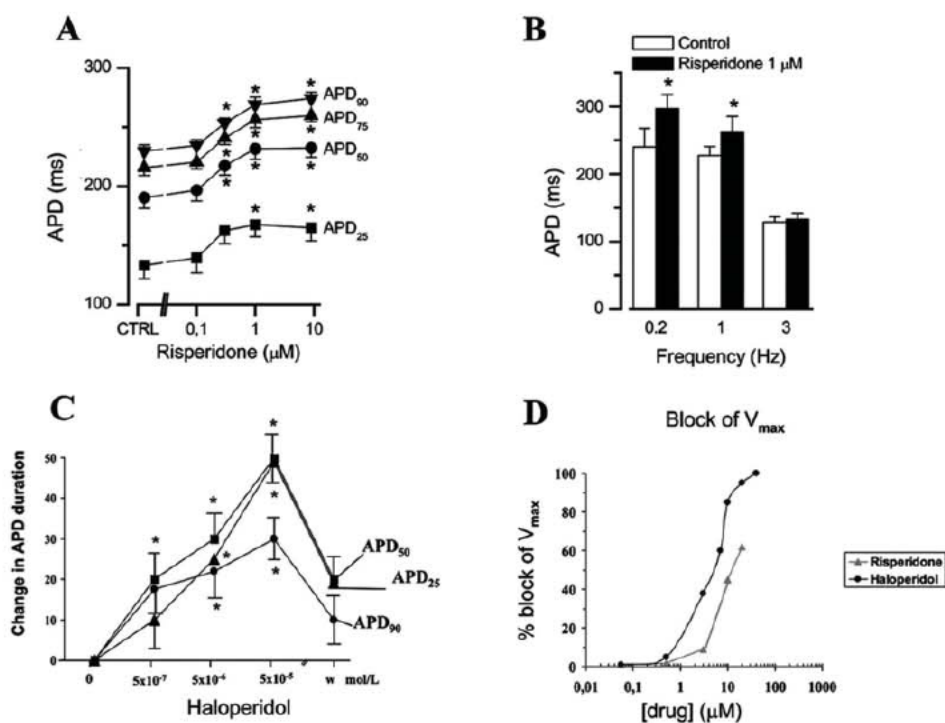 A
300
200
100
APD (ms)
* * *
APD90
APD75
* * *
APD50
* * *
* *
APD25
CTRL 0,1 1 10
Risperidone (μM)
B
Control
Risperidone 1 μM
* *
300
200
100
0
APD (ms)
0.2 1 3
Frequency (Hz)
C
50
40
30
20
10
0
Change in APD duration
*
* * *
* * *
APD50
APD25
APD90
0 5x10-7 5x10-6 5x10-5 w mol/L
Haloperidol
D
Block of Vmax
100
80
60
40
20
0
% block of Vmax
0,01 0,1 1 10 100 1000
[drug] (μM)
Risperidone
Haloperidol